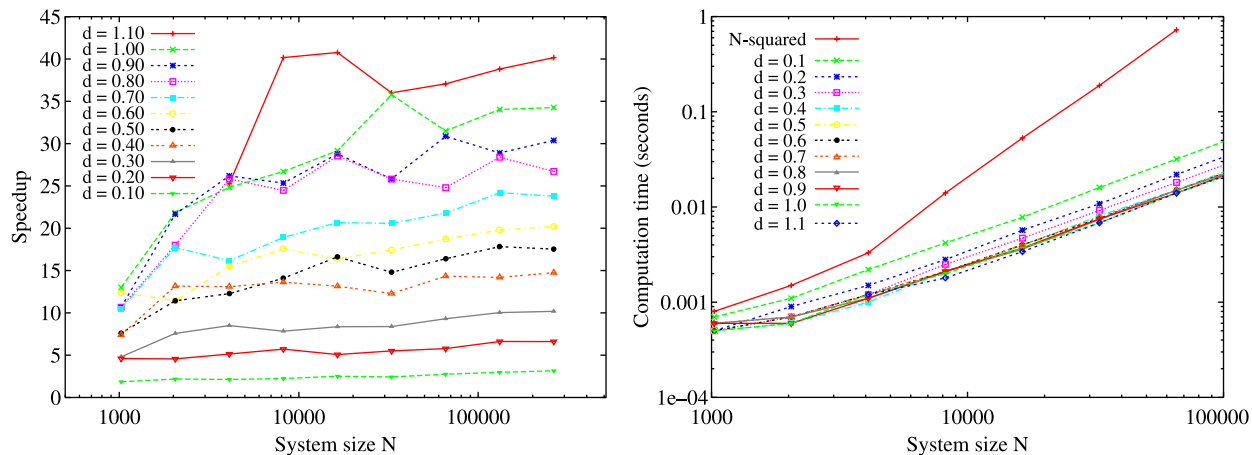 45
40
35
30
25
20
15
10
5
0
Speedup
d = 1.10
d = 1.00
d = 0.90
d = 0.80
d = 0.70
d = 0.60
d = 0.50
d = 0.40
d = 0.30
d = 0.20
d = 0.10
1000
10000
100000
System size N
1
0.1
0.01
0.001
1e-04
Computation time (seconds)
N-squared
d = 0.1
d = 0.2
d = 0.3
d = 0.4
d = 0.5
d = 0.6
d = 0.7
d = 0.8
d = 0.9
d = 1.0
d = 1.1
1000
10000
100000
System size N